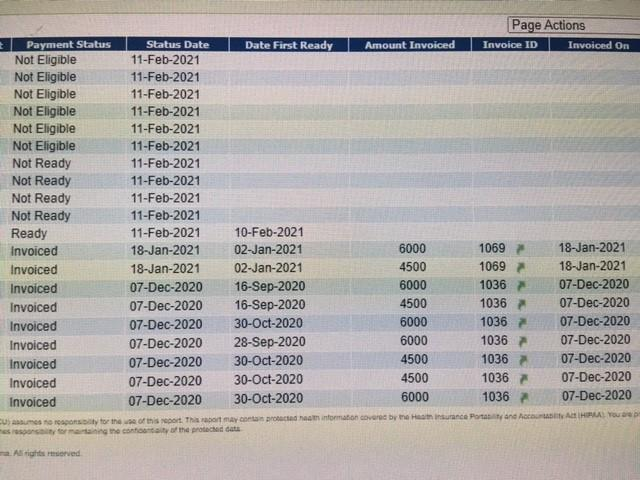 Page Actions
t Payment Status Status Date Date First Ready Amount Invoiced Invoice ID Invoiced On
Not Eligible 11-Feb-2021
Not Eligible 11-Feb-2021
Not Eligible 11-Feb-2021
Not Eligible 11-Feb-2021
Not Eligible 11-Feb-2021
Not Eligible 11-Feb-2021
Not Ready 11-Feb-2021
Not Ready 11-Feb-2021
Not Ready 11-Feb-2021
Not Ready 11-Feb-2021
Ready 11-Feb-2021 10-Feb-2021
Invoiced 18-Jan-2021 02-Jan-2021 6000 1069 18-Jan-2021
Invoiced 18-Jan-2021 02-Jan-2021 4500 1069 18-Jan-2021
Invoiced 07-Dec-2020 16-Sep-2020 6000 1036 07-Dec-2020
Invoiced 07-Dec-2020 16-Sep-2020 4500 1036 07-Dec-2020
Invoiced 07-Dec-2020 30-Oct-2020 6000 1036 07-Dec-2020
Invoiced 07-Dec-2020 28-Sep-2020 6000 1036 07-Dec-2020
Invoiced 07-Dec-2020 30-Oct-2020 4500 1036 07-Dec-2020
Invoiced 07-Dec-2020 30-Oct-2020 4500 1036 07-Dec-2020
Invoiced 07-Dec-2020 30-Oct-2020 6000 1036 07-Dec-2020
CU) assumes no responsibility for the use of this report. This report may contain protected health information covered by the Health Insurance Portability and Accountability Act (HIPAA). You are
responsibility for maintaining the confidentiality of the protected data.
All rights reserved.